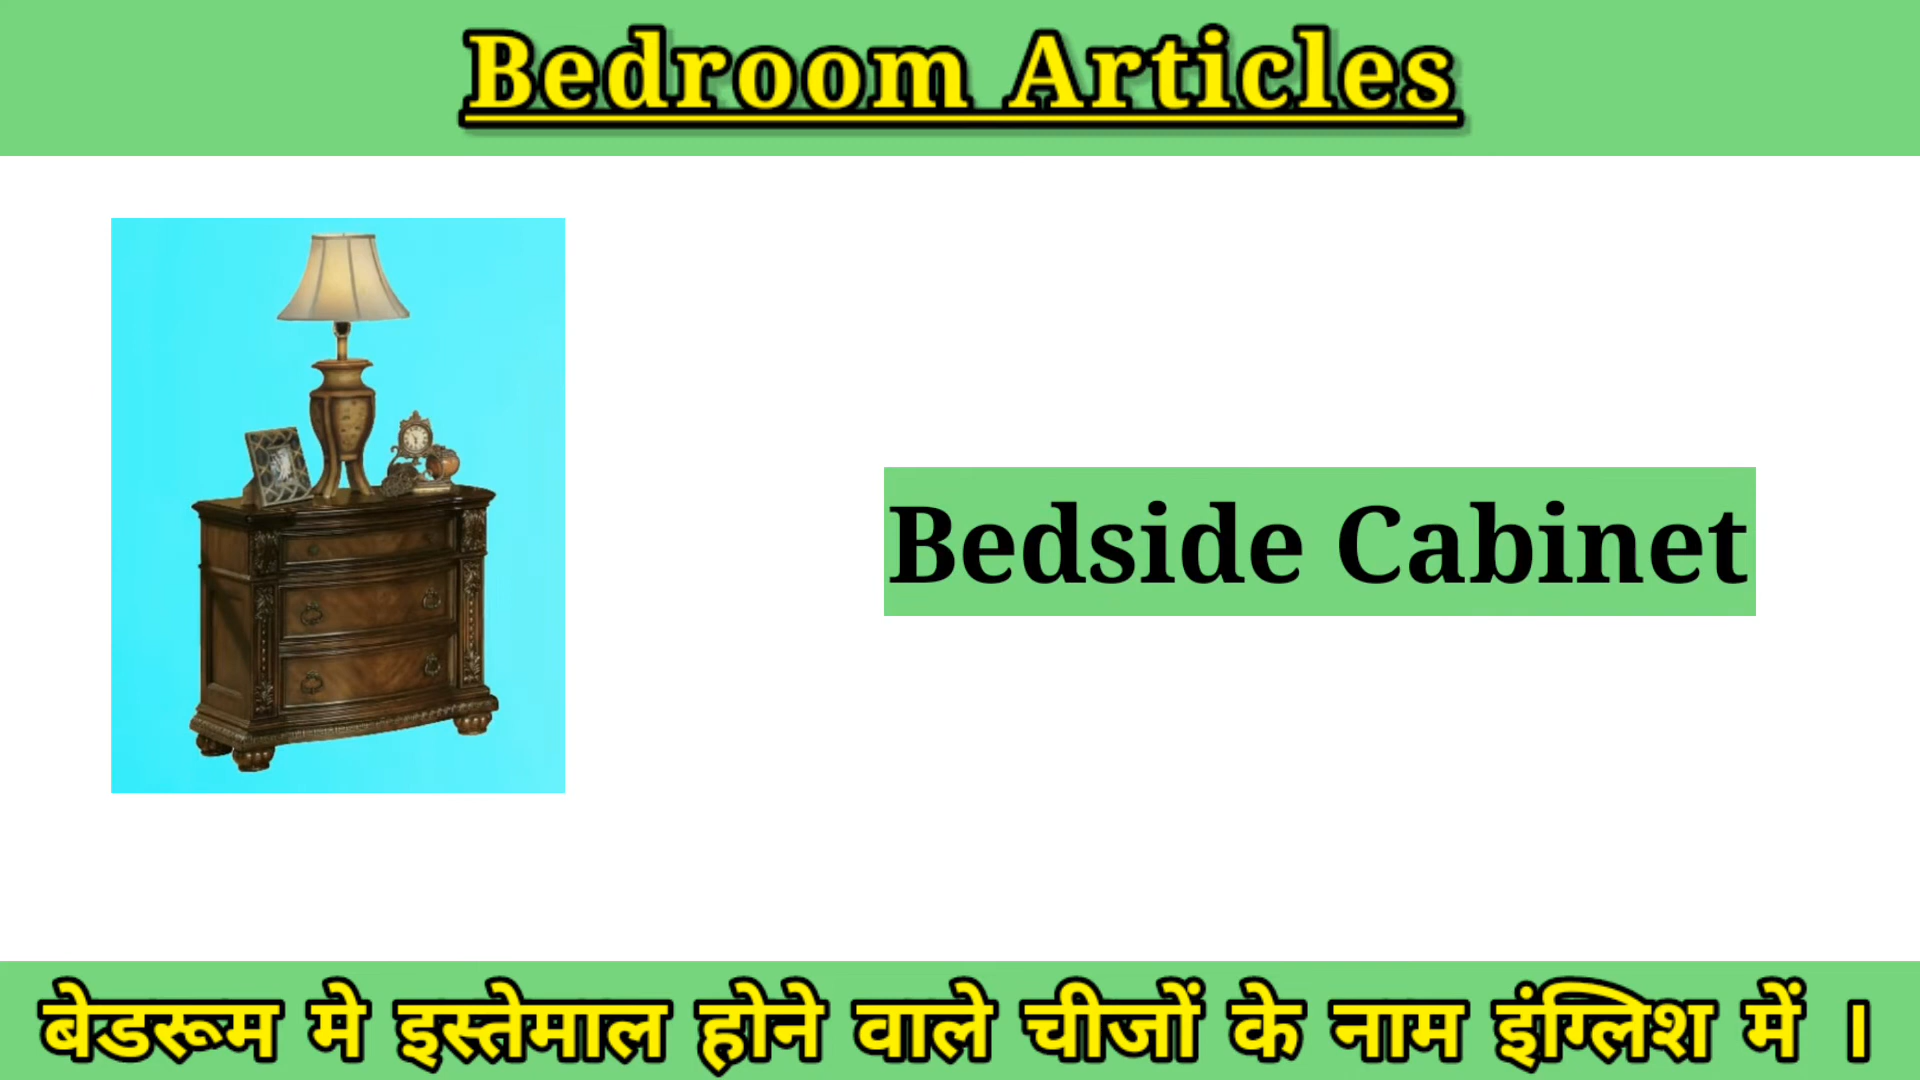 Bedroom Articles
Bedside Cabinet
बेडरूम मे इस्तेमाल होने वाले चीजों के नाम इंग्लिश में ।